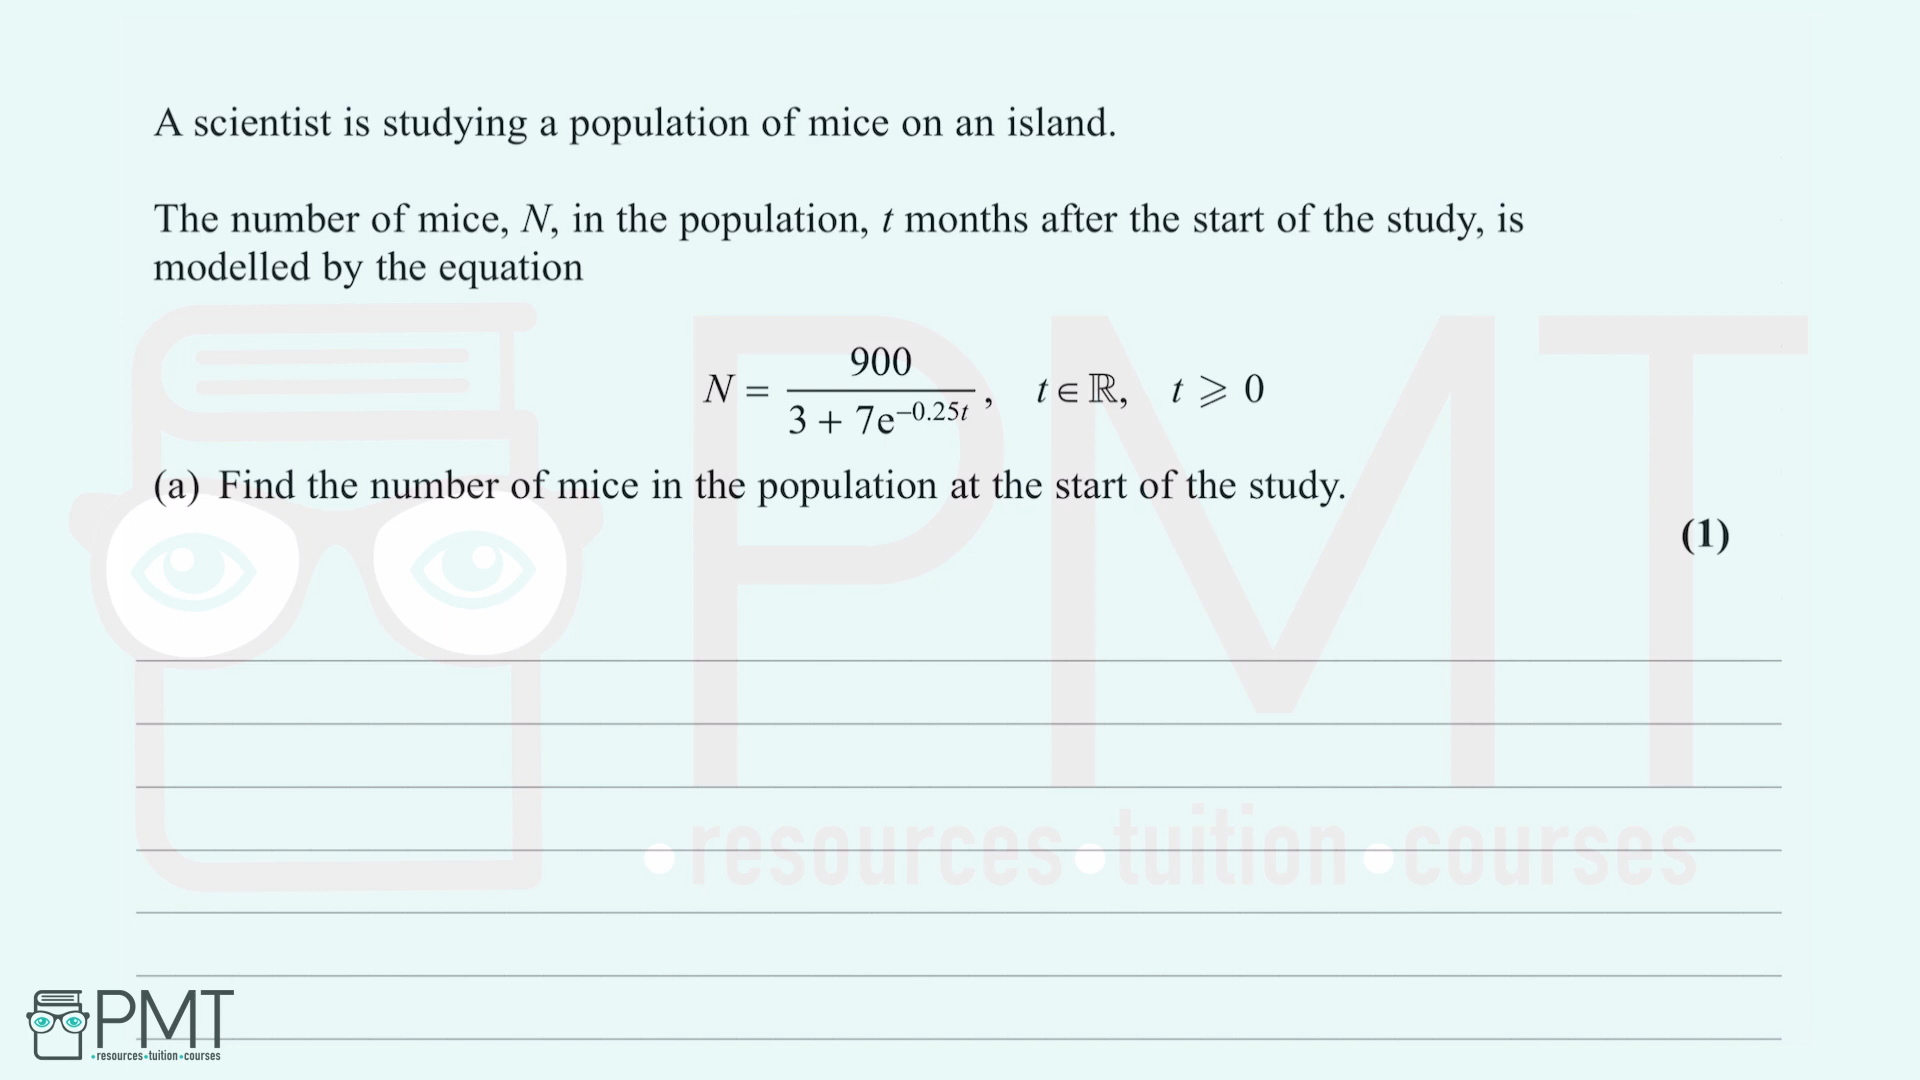 A scientist is studying a population of mice on an island.
The number of mice, N, in the population, t months after the start of the study, is
modelled by the equation
N = 900 / (3 + 7e^{-0.25t}), t ∈ ℝ, t ⩾ 0
(a) Find the number of mice in the population at the start of the study.
(1)
PMT
•resources•tuition•courses
PMT
•resources•tuition•courses